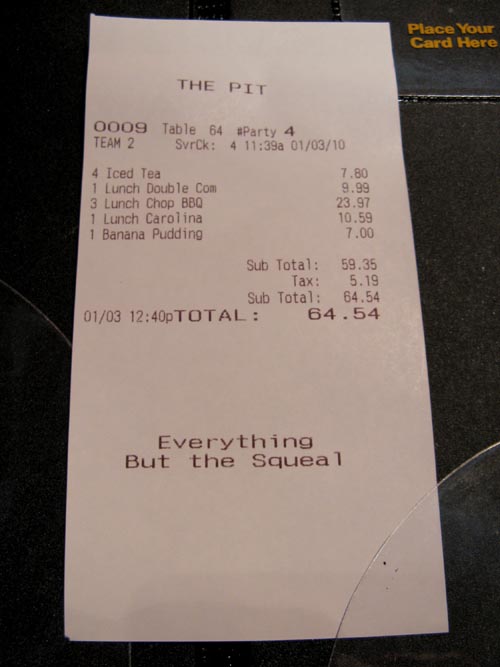 Place Your
Card Here
THE PIT
0009 Table 64 #Party 4
TEAM 2 SvrCk: 4 11:39a 01/03/10
4 Iced Tea 7.80
1 Lunch Double Com 9.99
3 Lunch Chop BBQ 23.97
1 Lunch Carolina 10.59
1 Banana Pudding 7.00
Sub Total: 59.35
Tax: 5.19
Sub Total: 64.54
01/03 12:40pTOTAL: 64.54
Everything
But the Squeal